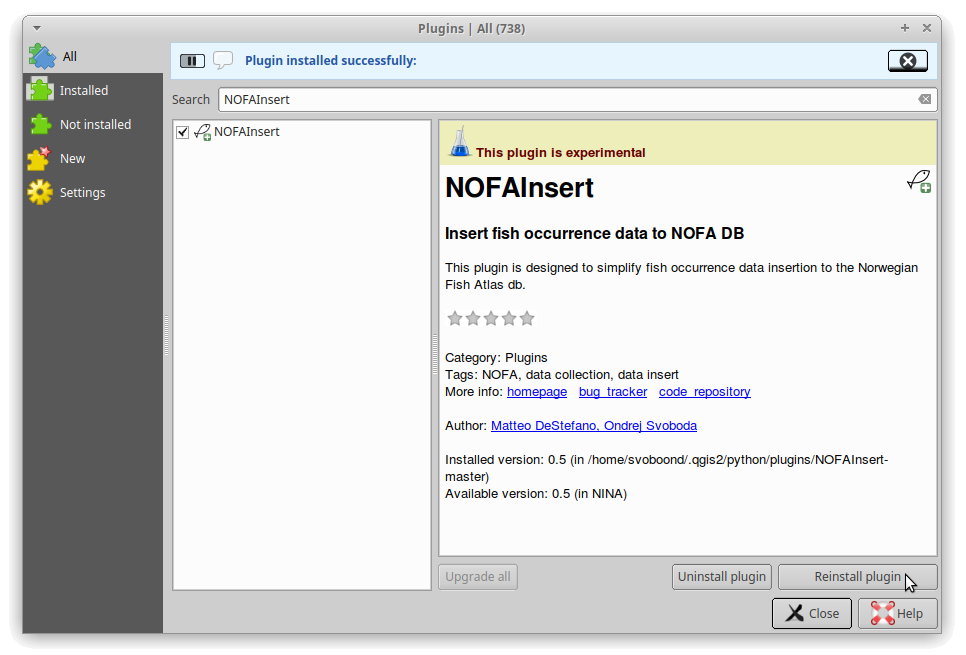 Plugins | All (738)
All
Installed
Not installed
New
Settings
Plugin installed successfully:
Search NOFAInsert
NOFAInsert
This plugin is experimental
NOFAInsert
Insert fish occurrence data to NOFA DB
This plugin is designed to simplify fish occurrence data insertion to the Norwegian
Fish Atlas db.
Category: Plugins
Tags: NOFA, data collection, data insert
More info: homepage bug_tracker code_repository
Author: Matteo DeStefano, Ondrej Svoboda
Installed version: 0.5 (in /home/svoboond/.qgis2/python/plugins/NOFAInsert-
master)
Available version: 0.5 (in NINA)
Upgrade all Uninstall plugin Reinstall plugin
Close Help